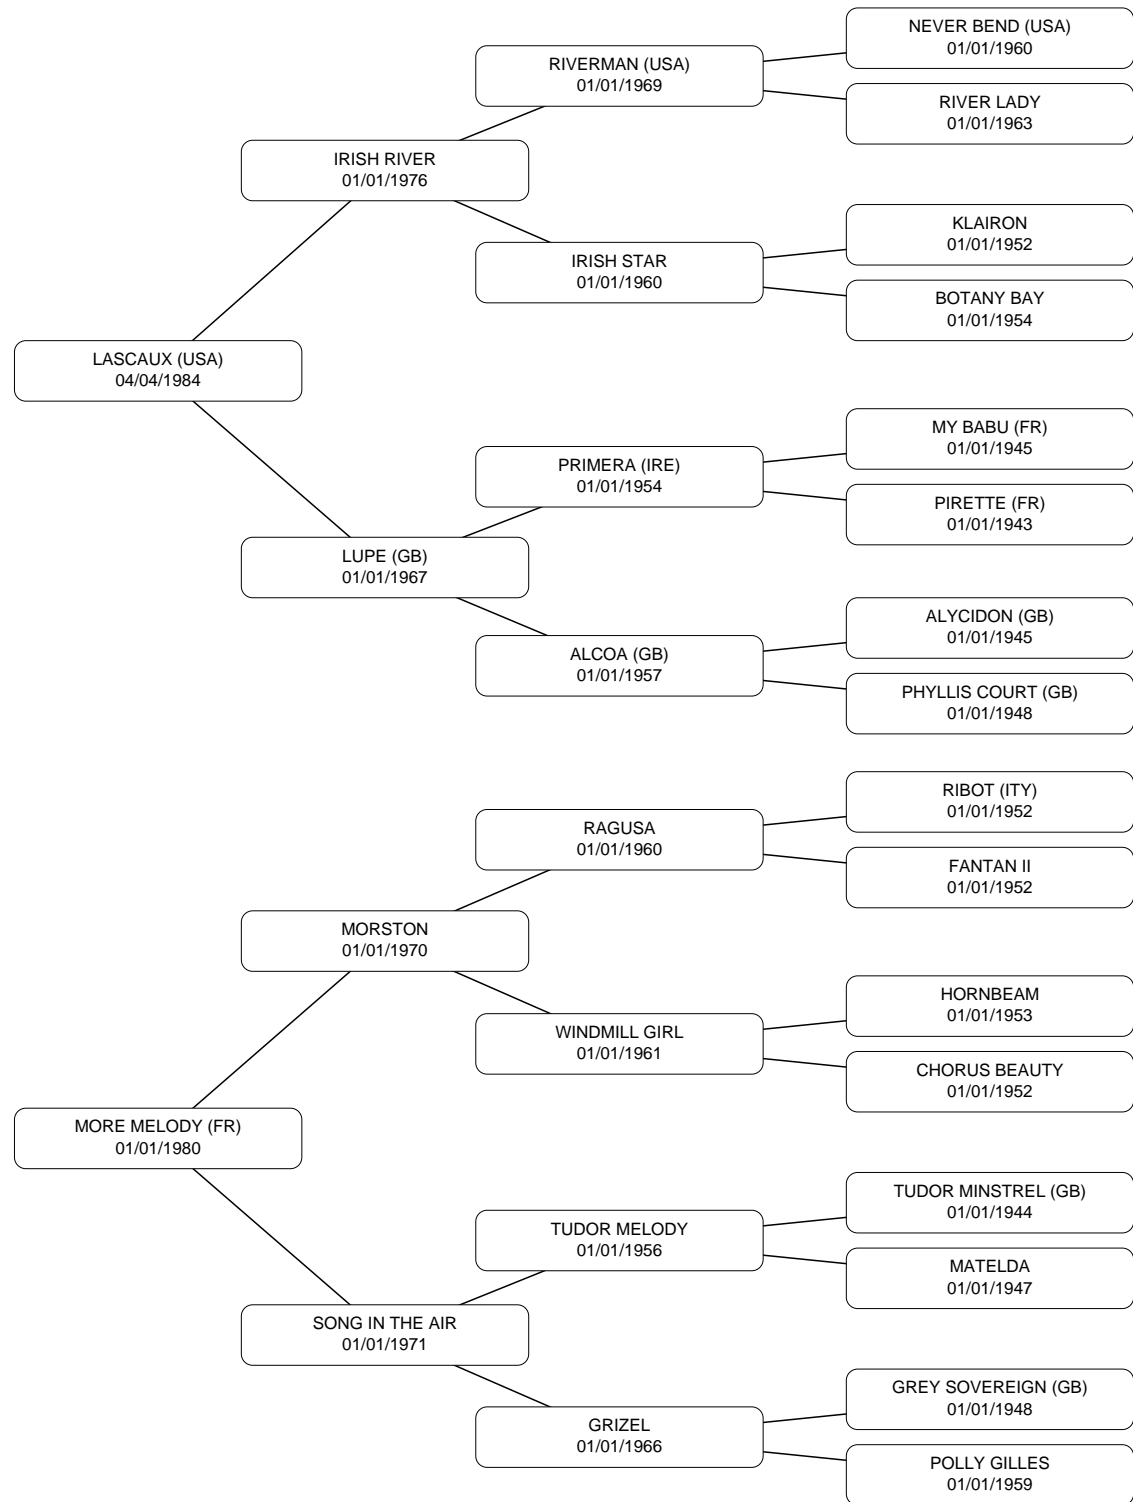 NEVER BEND (USA)
01/01/1960
RIVERMAN (USA)
01/01/1969
RIVER LADY
01/01/1963
IRISH RIVER
01/01/1976
KLAIRON
01/01/1952
IRISH STAR
01/01/1960
BOTANY BAY
01/01/1954
LASCAUX (USA)
04/04/1984
MY BABU (FR)
01/01/1945
PRIMERA (IRE)
01/01/1954
PIRETTE (FR)
01/01/1943
LUPE (GB)
01/01/1967
ALYCIDON (GB)
01/01/1945
ALCOA (GB)
01/01/1957
PHYLLIS COURT (GB)
01/01/1948
RIBOT (ITY)
01/01/1952
RAGUSA
01/01/1960
FANTAN II
01/01/1952
MORSTON
01/01/1970
HORNBEAM
01/01/1953
WINDMILL GIRL
01/01/1961
CHORUS BEAUTY
01/01/1952
MORE MELODY (FR)
01/01/1980
TUDOR MINSTREL (GB)
01/01/1944
TUDOR MELODY
01/01/1956
MATELDA
01/01/1947
SONG IN THE AIR
01/01/1971
GREY SOVEREIGN (GB)
01/01/1948
GRIZEL
01/01/1966
POLLY GILLES
01/01/1959